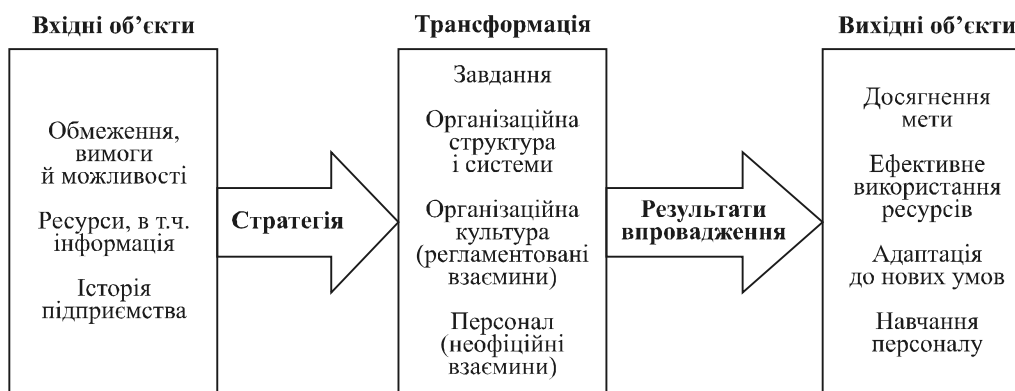 Вхідні об’єкти
Обмеження,
вимоги
й можливості
Ресурси, в т.ч.
інформація
Історія
підприємства
Стратегія
Трансформація
Завдання
Організаційна
структура
і системи
Організаційна
культура
(регламентовані
взаємини)
Персонал
(неофіційні
взаємини)
Результати
впровадження
Вихідні об’єкти
Досягнення
мети
Ефективне
використання
ресурсів
Адаптація
до нових умов
Навчання
персоналу